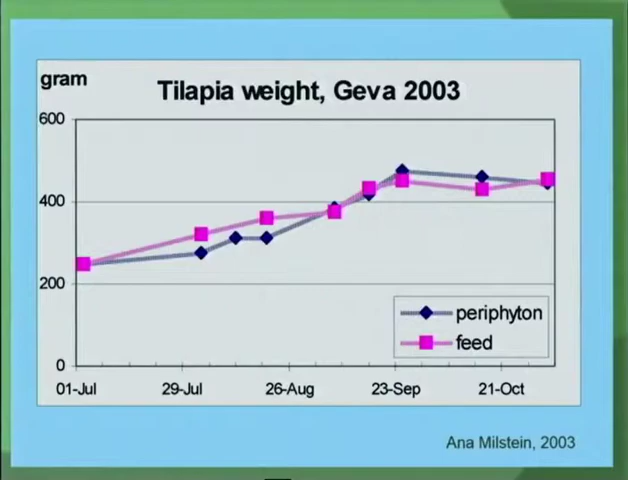 gram
Tilapia weight, Geva 2003
600
400
200
0
01-Jul 29-Jul 26-Aug 23-Sep 21-Oct
periphyton
feed
Ana Milstein, 2003